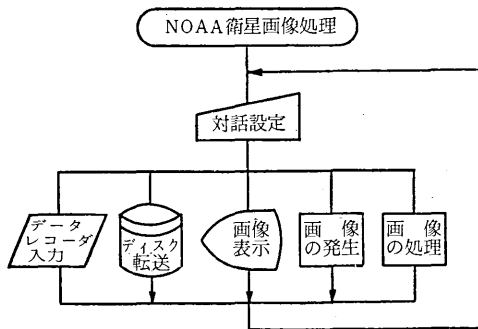 NOAA衛星画像処理
対話設定
データ
レコーダ
入力
ディスク
転送
画像
表示
画像
の発生
画像
の処理